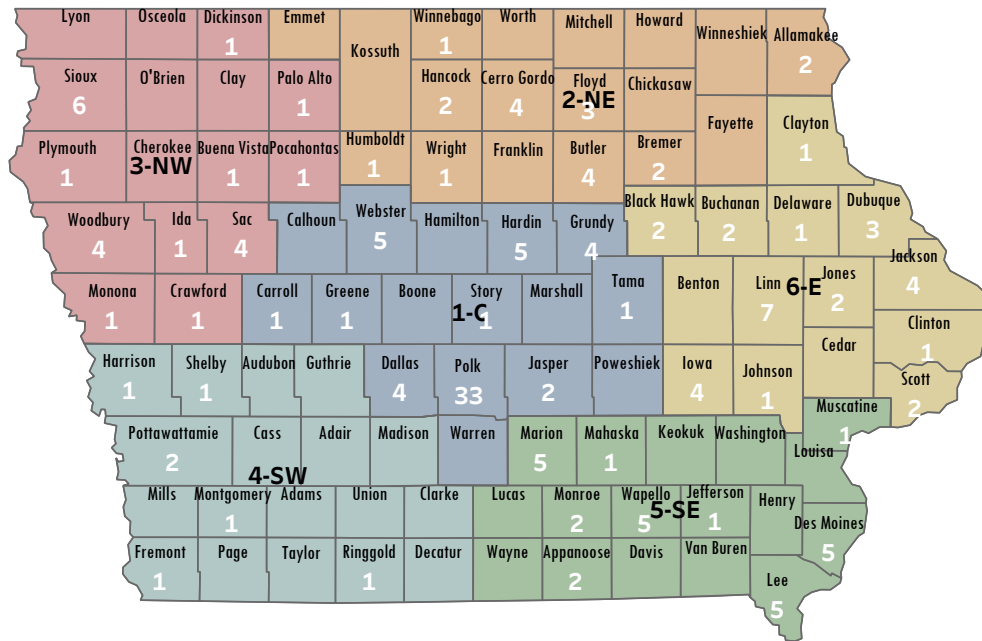 Lyon Osceola Dickinson Emmet Winnebago Worth Mitchell Howard Winneshiek Allamakee
1 1 2
Kossuth
Sioux O'Brien Clay Palo Alto Hancock Cerro Gordo Floyd Chickasaw
6 1 2 4 3
2-NE
Fayette Clayton
1
Plymouth Cherokee Buena Vista Pocahontas Humboldt Wright Franklin Butler Bremer
3-NW
1 1 1 1 1 4 2
Woodbury Ida Sac Calhoun Webster Hamilton Hardin Grundy Black Hawk Buchanan Delaware Dubuque
4 1 4 5 5 4 2 2 1 3
Monona Crawford Carroll Greene Boone Story Marshall Tama Benton Linn Jones Jackson
1 1 1 1 1 1 7 2 4
1-C 6-E
Clinton
1
Harrison Shelby Audubon Guthrie Dallas Polk Jasper Poweshiek Iowa Johnson Cedar Scott
1 1 4 33 2 4 1 2
Pottawattamie Cass Adair Madison Warren Marion Mahaska Keokuk Washington Louisa Muscatine
2 5 1 1
4-SW
Mills Montgomery Adams Union Clarke Lucas Monroe Wapello Jefferson Henry Des Moines
1 2 5 1 5
5-SE
Fremont Page Taylor Ringgold Decatur Wayne Appanoose Davis Van Buren Lee
1 1 2 5